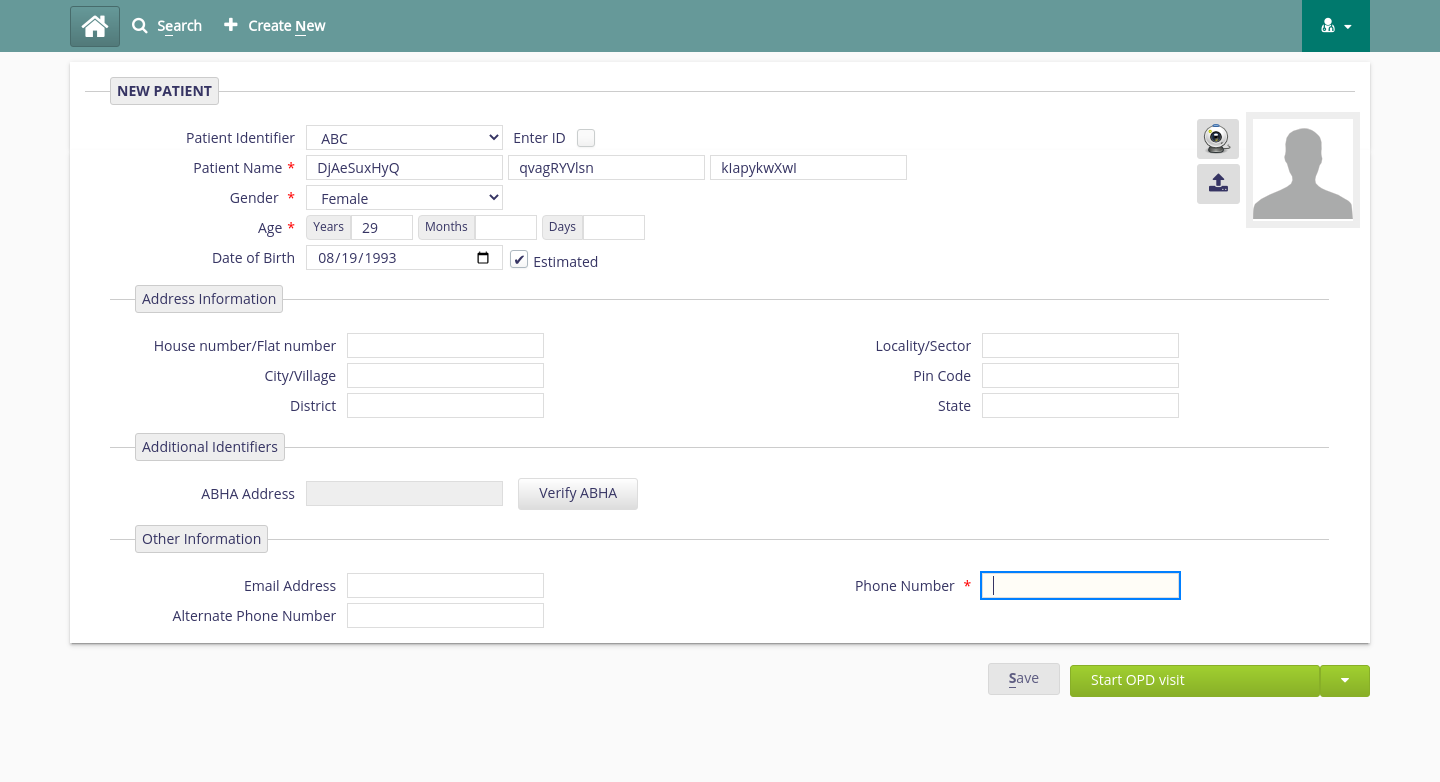 Search Create New
NEW PATIENT
Patient Identifier ABC Enter ID
Patient Name * DjAeSuxHyQ qvagRYVlsn kIapykwXwI
Gender * Female
Age * Years 29 Months Days
Date of Birth 08/19/1993 ✔ Estimated
Address Information
House number/Flat number Locality/Sector
City/Village Pin Code
District State
Additional Identifiers
ABHA Address Verify ABHA
Other Information
Email Address Phone Number *
Alternate Phone Number
Save Start OPD visit